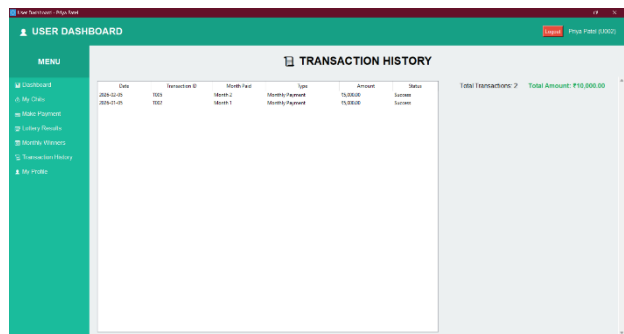 User Dashboard - Priya Patel
USER DASHBOARD
Logout
Priya Patel (U002)
MENU
TRANSACTION HISTORY
Dashboard
My Chits
Make Payment
Lottery Results
Monthly Winners
Transaction History
My Profile
Date Transaction ID Month Paid Type Amount Status
2026-02-05 T005 Month 2 Monthly Payment ₹5,000.00 Success
2026-01-05 T002 Month 1 Monthly Payment ₹5,000.00 Success
Total Transactions: 2 Total Amount: ₹10,000.00